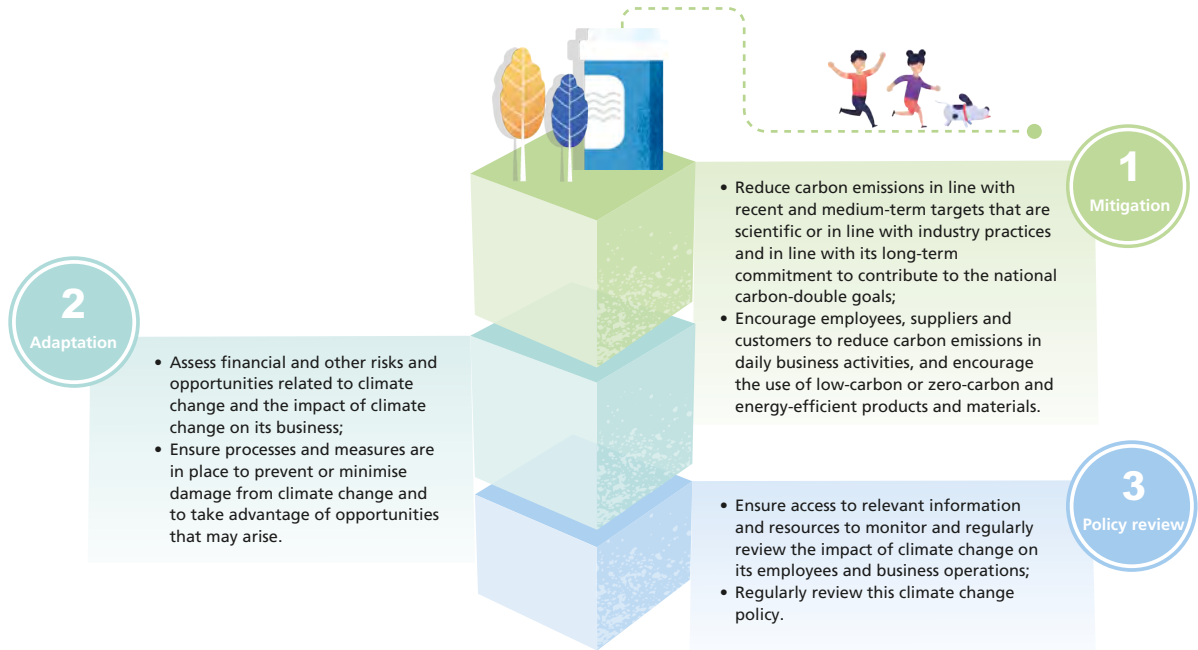 1
Mitigation
• Reduce carbon emissions in line with
recent and medium-term targets that are
scientific or in line with industry practices
and in line with its long-term
commitment to contribute to the national
carbon-double goals;
• Encourage employees, suppliers and
customers to reduce carbon emissions in
daily business activities, and encourage
the use of low-carbon or zero-carbon and
energy-efficient products and materials.
2
Adaptation
• Assess financial and other risks and
opportunities related to climate
change and the impact of climate
change on its business;
• Ensure processes and measures are
in place to prevent or minimise
damage from climate change and
to take advantage of opportunities
that may arise.
3
Policy review
• Ensure access to relevant information
and resources to monitor and regularly
review the impact of climate change on
its employees and business operations;
• Regularly review this climate change
policy.